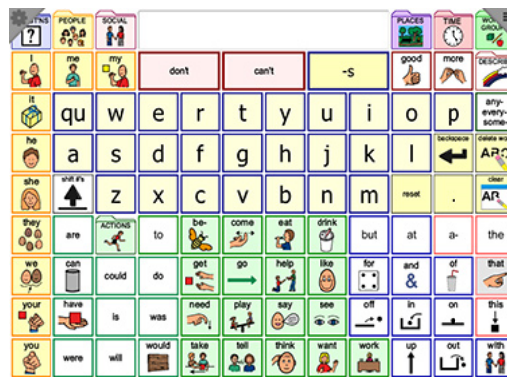 PEOPLE SOCIAL PLACES TIME
I me my don't can't -s good more
it qu w e r t y u i o p any- every- some-
he a s d f g h j k l backspace
she z x c v b n m reset . clear
they are ACTIONS to be- come eat drink but at a- the
we can could do get go help like for and & of that
your have is was need play say see off in on this
you were will would take tell think want work up out with